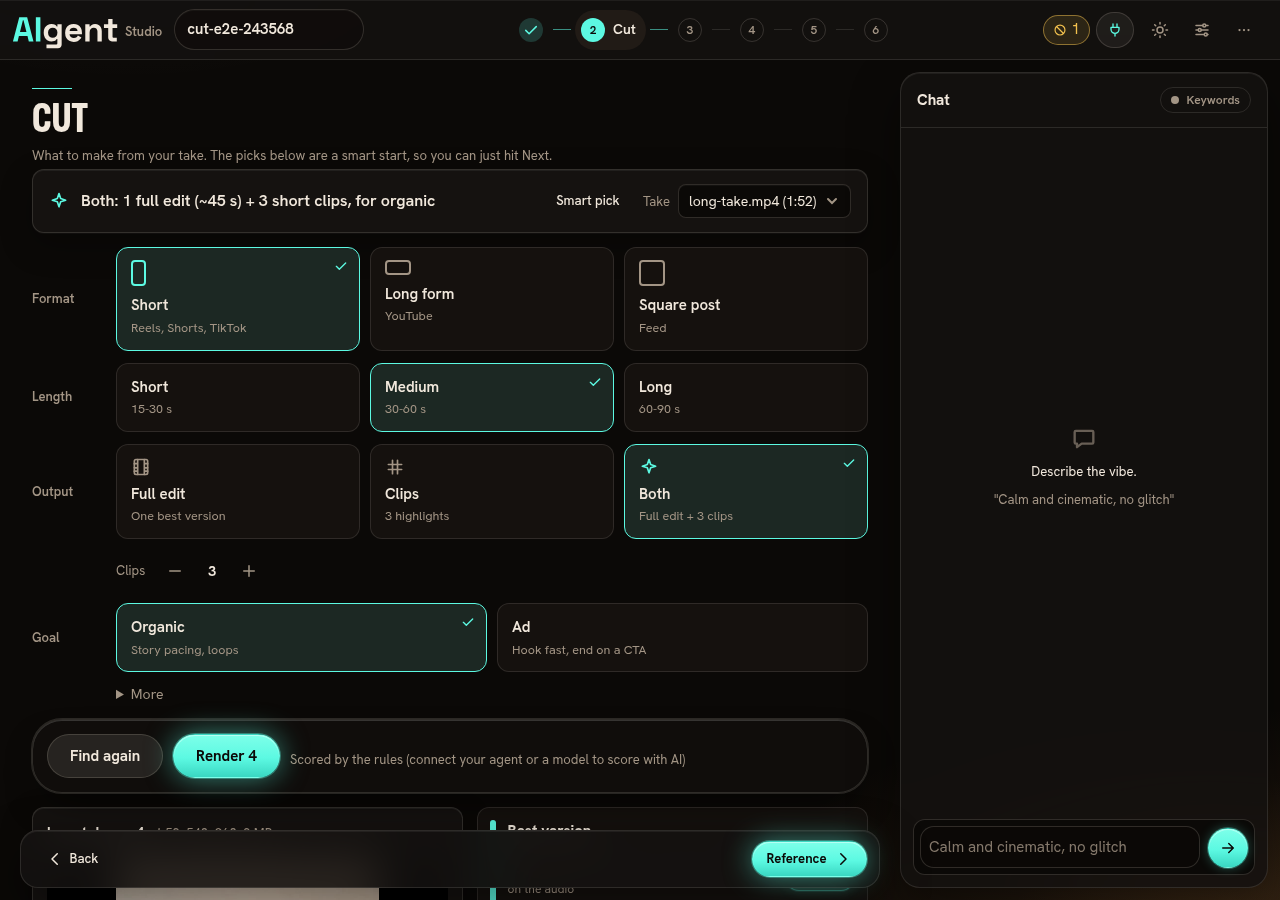 AIgent Studio
cut-e2e-243568
2 Cut
3
4
5
6
1
CUT
What to make from your take. The picks below are a smart start, so you can just hit Next.
Both: 1 full edit (~45 s) + 3 short clips, for organic
Smart pick
Take
long-take.mp4 (1:52)
Format
Short
Reels, Shorts, TikTok
Long form
YouTube
Square post
Feed
Length
Short
15-30 s
Medium
30-60 s
Long
60-90 s
Output
Full edit
One best version
Clips
3 highlights
Both
Full edit + 3 clips
Clips
3
Goal
Organic
Story pacing, loops
Ad
Hook fast, end on a CTA
More
Find again
Render 4
Scored by the rules (connect your agent or a model to score with AI)
Best version
on the audio
Back
Reference
Chat
Keywords
Describe the vibe.
"Calm and cinematic, no glitch"
Calm and cinematic, no glitch